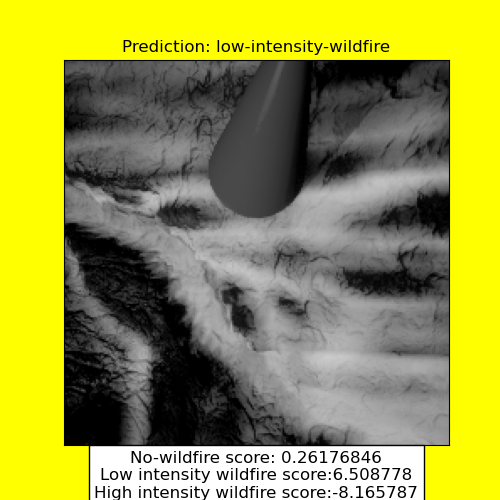 Prediction: low-intensity-wildfire
No-wildfire score: 0.26176846
Low intensity wildfire score:6.508778
High intensity wildfire score:-8.165787